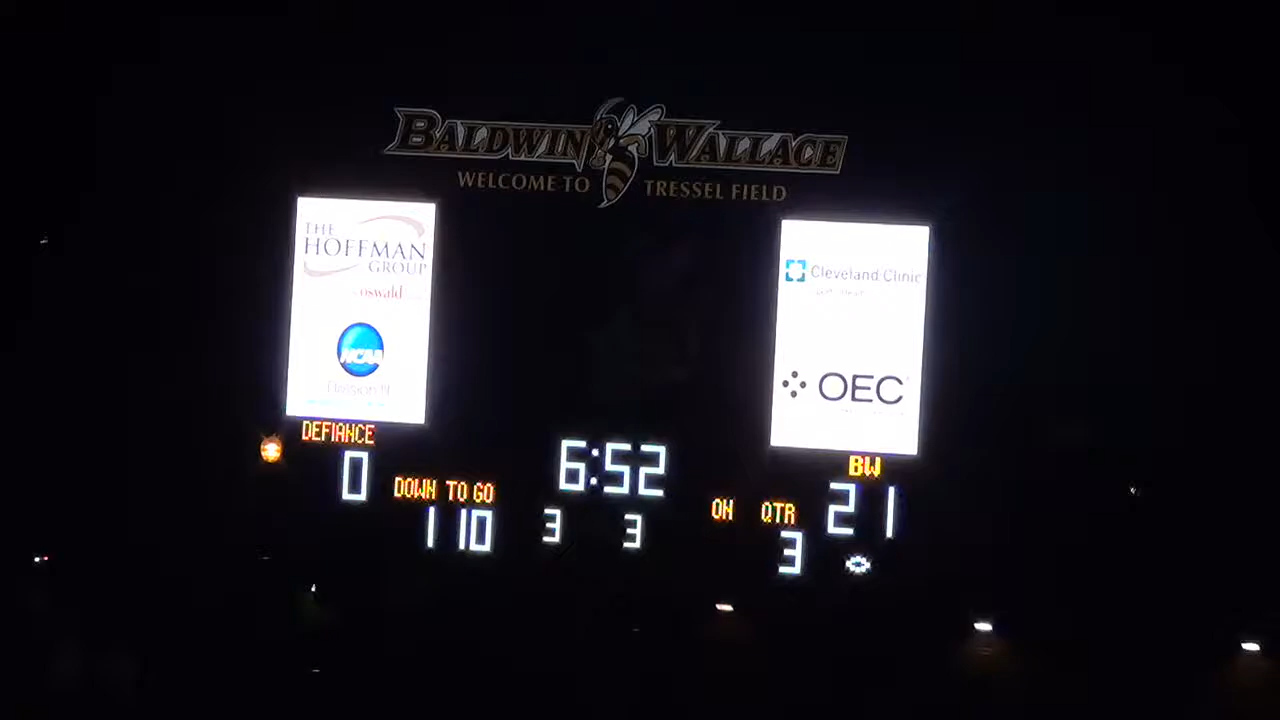 BALDWIN WALLACE
WELCOME TO TRESSEL FIELD
THE
HOFFMAN
GROUP
oswald
NCAA
Cleveland Clinic
OEC
DEFIANCE
0
DOWN TO GO
1 10
6:52
3 3
ON QTR
3
BW
21